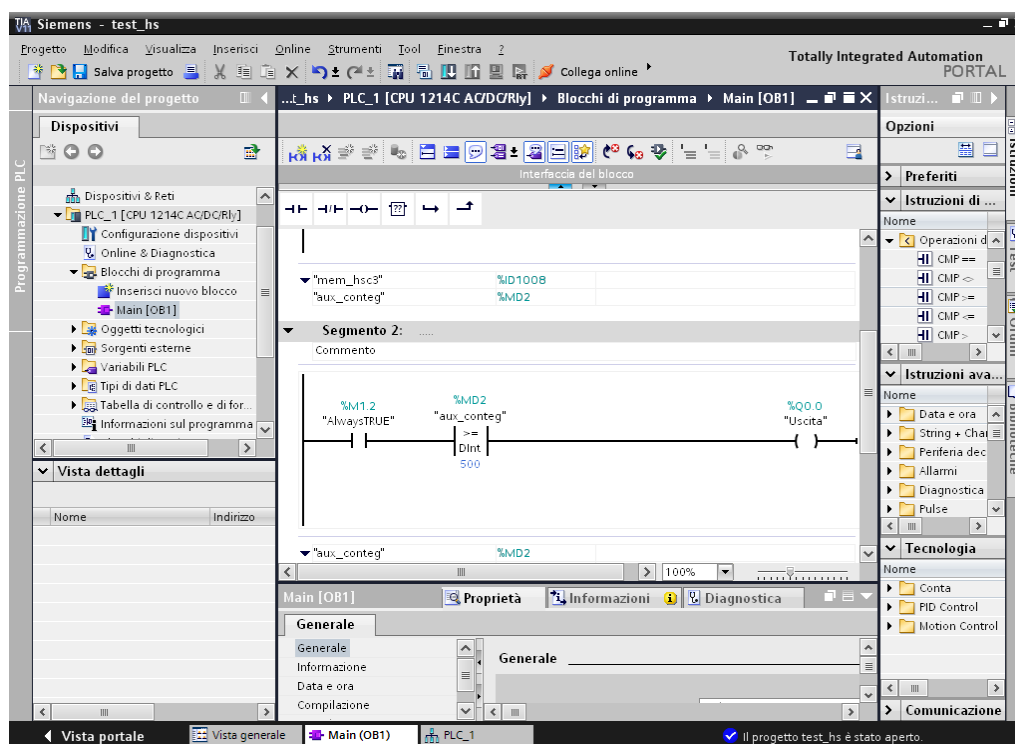 Siemens - test_hs
Progetto Modifica Visualizza Inserisci Online Strumenti Tool Finestra ?
Totally Integrated Automation
PORTAL
Salva progetto
Collega online
Navigazione del progetto
...t_hs PLC_1 [CPU 1214C AC/DC/Rly] Blocchi di programma Main [OB1]
Istruzi...
Dispositivi
Opzioni
Programmazione PLC
Interfaccia del blocco
Preferiti
Istruzioni di ...
Nome
Operazioni d
CMP ==
CMP <>
CMP >=
CMP <=
CMP >
Istruzioni ava...
Nome
Data e ora
String + Char
Periferia dec
Allarmi
Diagnostica
Pulse
Tecnologia
Nome
Conta
PID Control
Motion Control
Comunicazione
Istruzioni
Test
Biblioteche
Dispositivi & Reti
PLC_1 [CPU 1214C AC/DC/Rly]
Configurazione dispositivi
Online & Diagnostica
Blocchi di programma
Inserisci nuovo blocco
Main [OB1]
Oggetti tecnologici
Sorgenti esterne
Variabili PLC
Tipi di dati PLC
Tabella di controllo e di for...
Informazioni sul programma
Vista dettagli
Nome Indirizzo
"mem_hsc3" %ID1008
"aux_conteg" %MD2
Segmento 2: .....
Commento
%M1.2
"AlwaysTRUE"
%MD2
"aux_conteg"
>=
DInt
500
%Q0.0
"Uscita"
"aux_conteg" %MD2
100%
Main [OB1]
Proprietà Informazioni Diagnostica
Generale
Generale
Informazione
Data e ora
Compilazione
Generale
Vista portale
Vista generale
Main (OB1)
PLC_1
Il progetto test_hs è stato aperto.